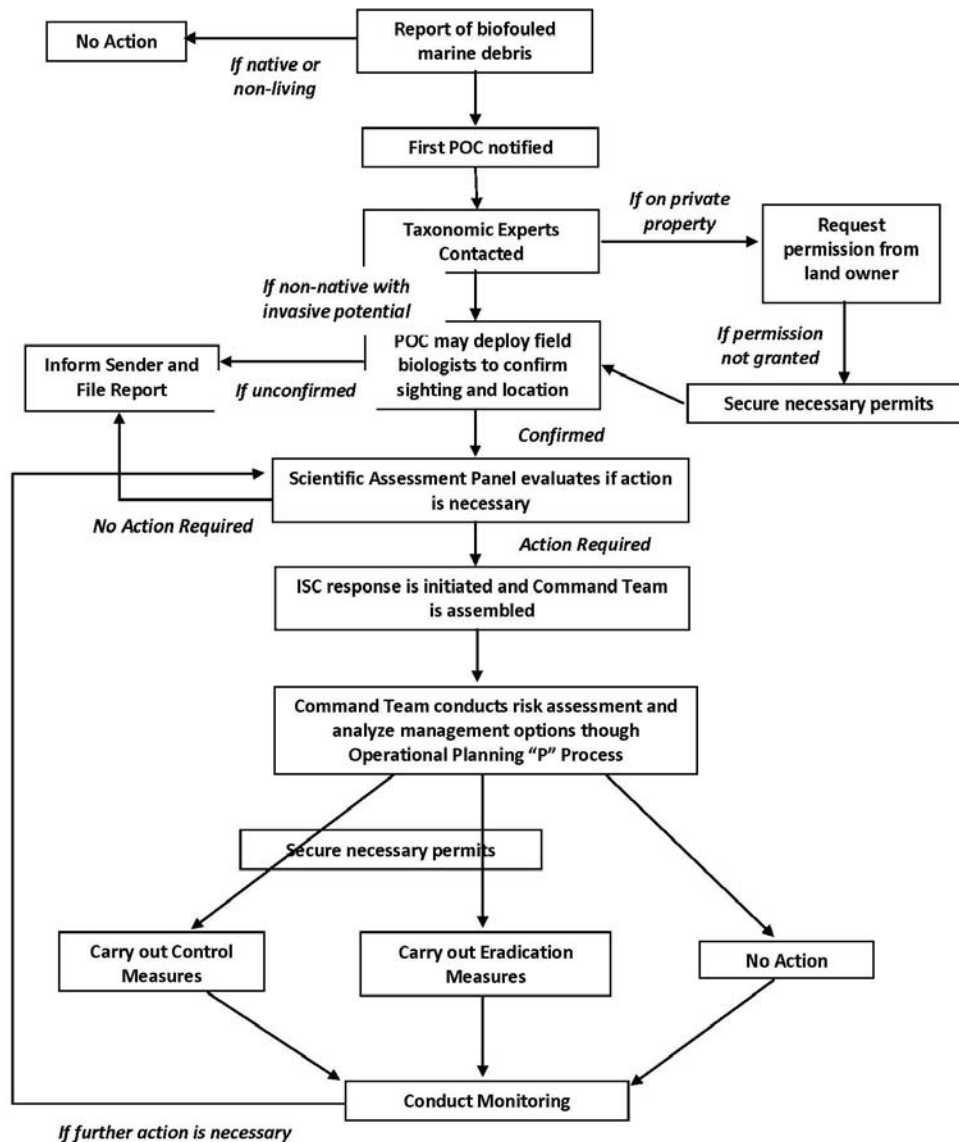 No Action
Report of biofouled
marine debris
If native or
non-living
First POC notified
If on private
property
Taxonomic Experts
Contacted
Request
permission from
land owner
If non-native with
invasive potential
If permission
not granted
POC may deploy field
biologists to confirm
sighting and location
Inform Sender and
File Report
If unconfirmed
Secure necessary permits
Confirmed
Scientific Assessment Panel evaluates if action
is necessary
No Action Required
Action Required
ISC response is initiated and Command Team
is assembled
Command Team conducts risk assessment and
analyze management options though
Operational Planning “P” Process
Secure necessary permits
Carry out Control
Measures
Carry out Eradication
Measures
No Action
Conduct Monitoring
If further action is necessary